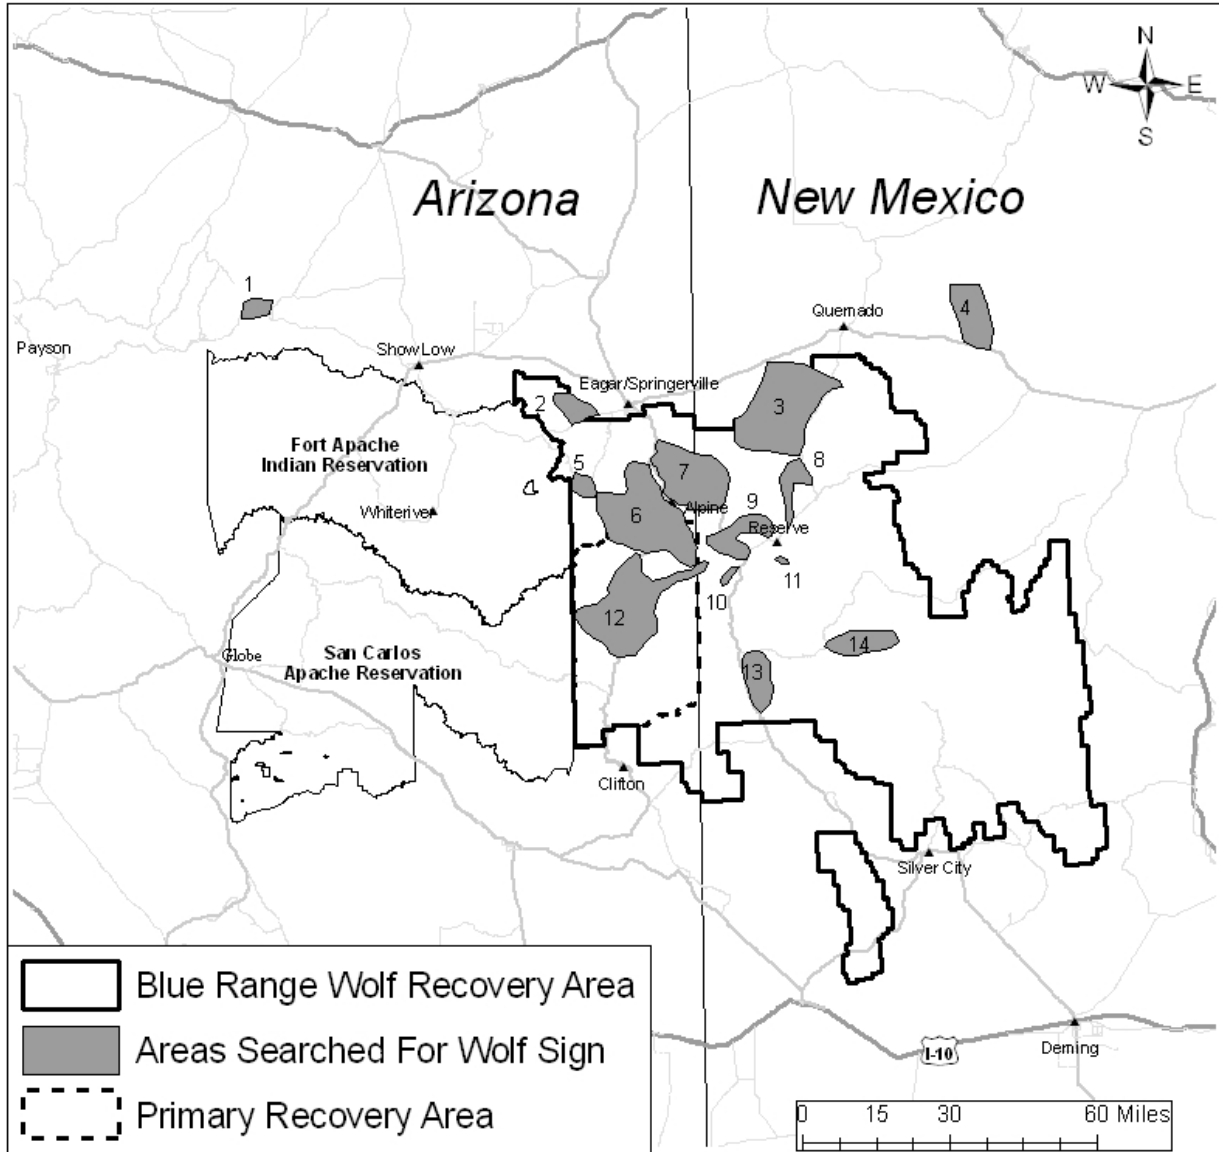 N
W E
S
Arizona
New Mexico
1
4
Quemado
Payson
Show Low
Eagar/Springerville
2
3
Fort Apache
Indian Reservation
5
7
8
Whiteriver
6
Alpine
9
Reserve
10
11
12
San Carlos
Apache Reservation
Globe
13
14
Clifton
Silver City
Blue Range Wolf Recovery Area
Areas Searched For Wolf Sign
Primary Recovery Area
I-10
Deming
0 15 30 60 Miles